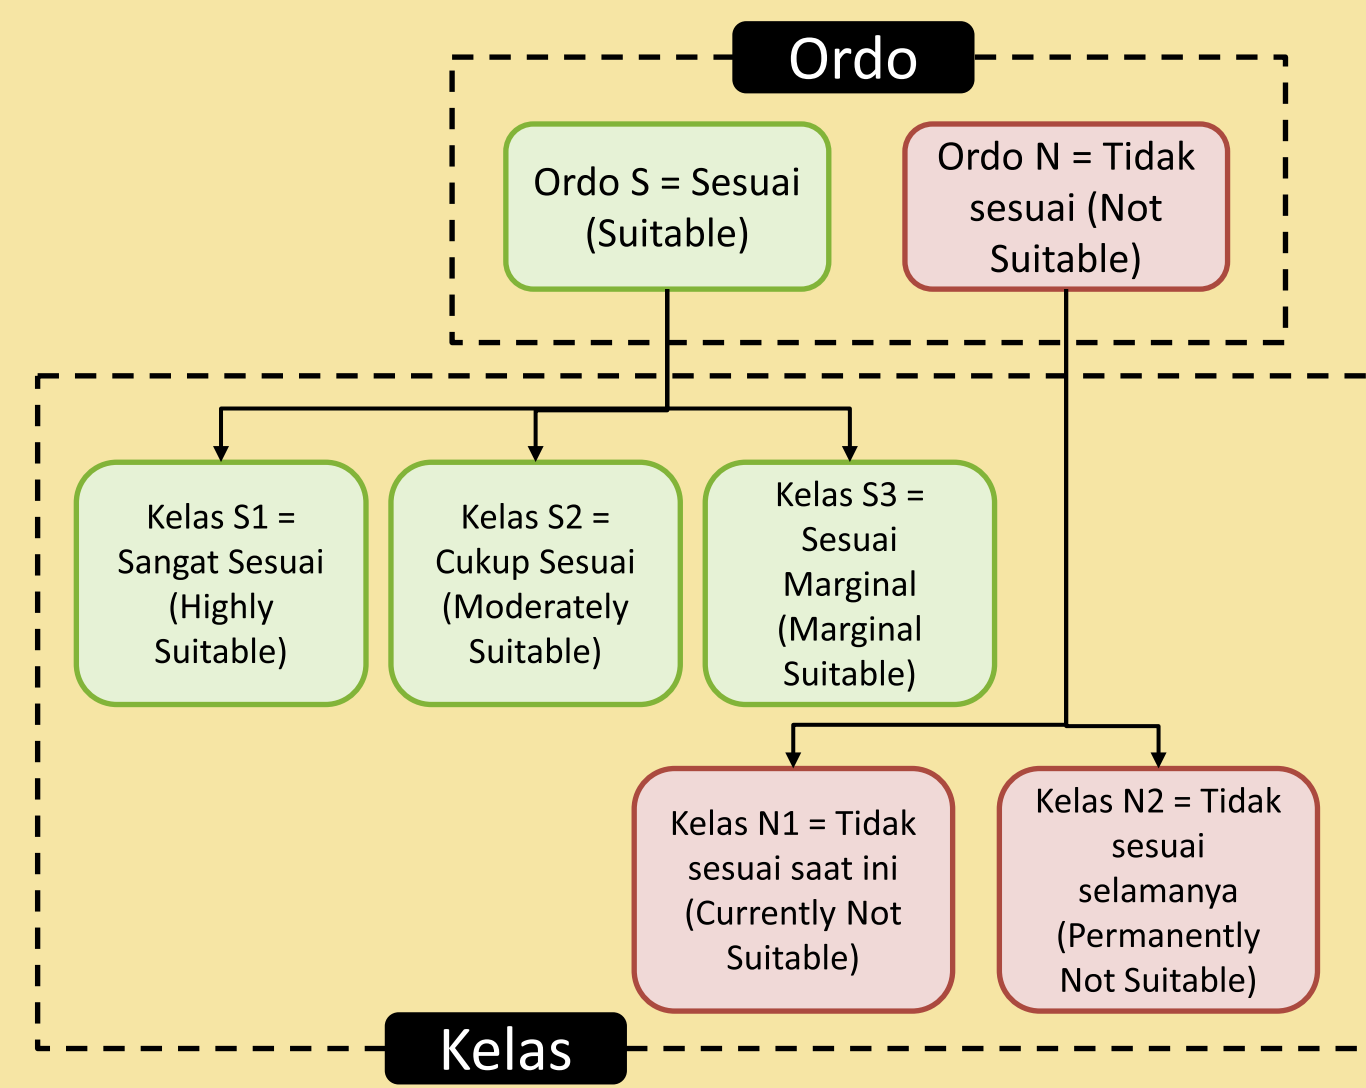 Ordo
Ordo S = Sesuai
(Suitable)
Ordo N = Tidak
sesuai (Not
Suitable)
Kelas S1 =
Sangat Sesuai
(Highly
Suitable)
Kelas S2 =
Cukup Sesuai
(Moderately
Suitable)
Kelas S3 =
Sesuai
Marginal
(Marginal
Suitable)
Kelas N1 = Tidak
sesuai saat ini
(Currently Not
Suitable)
Kelas N2 = Tidak
sesuai
selamanya
(Permanently
Not Suitable)
Kelas